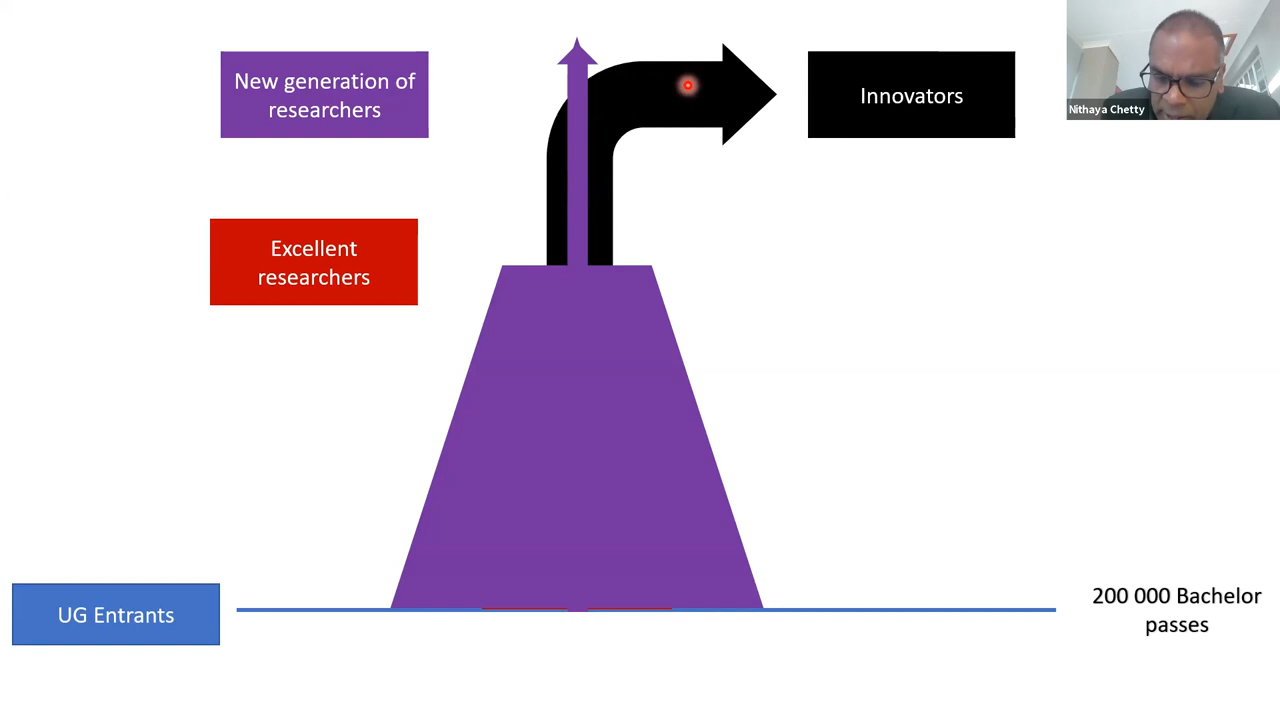 New generation of
researchers
Innovators
Nithaya Chetty
Excellent
researchers
UG Entrants
200 000 Bachelor
passes